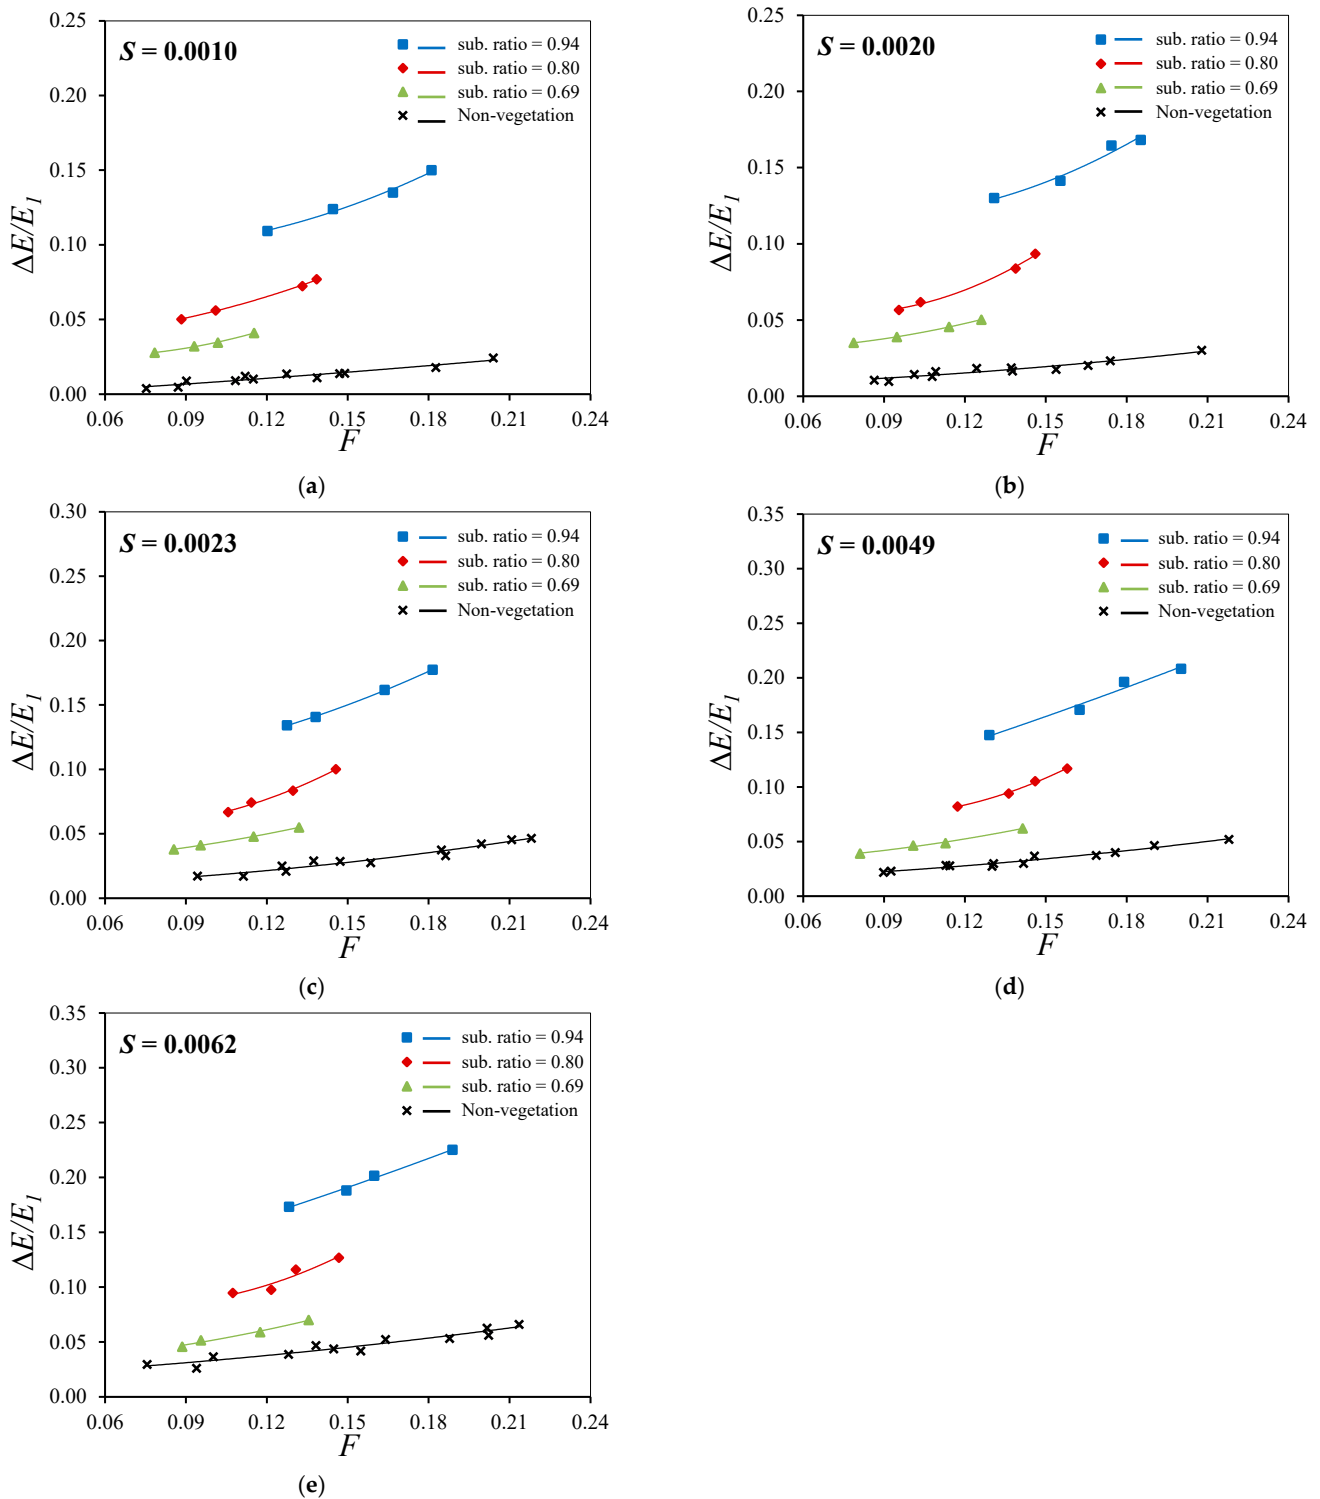 S = 0.0010
sub. ratio = 0.94
sub. ratio = 0.80
sub. ratio = 0.69
Non-vegetation
0.25
0.20
0.15
0.10
0.05
0.00
ΔE/E1
0.06 0.09 0.12 0.15 0.18 0.21 0.24
F
(a)
S = 0.0020
sub. ratio = 0.94
sub. ratio = 0.80
sub. ratio = 0.69
Non-vegetation
0.25
0.20
0.15
0.10
0.05
0.00
ΔE/E1
0.06 0.09 0.12 0.15 0.18 0.21 0.24
F
(b)
S = 0.0023
sub. ratio = 0.94
sub. ratio = 0.80
sub. ratio = 0.69
Non-vegetation
0.30
0.25
0.20
0.15
0.10
0.05
0.00
ΔE/E1
0.06 0.09 0.12 0.15 0.18 0.21 0.24
F
(c)
S = 0.0049
sub. ratio = 0.94
sub. ratio = 0.80
sub. ratio = 0.69
Non-vegetation
0.35
0.30
0.25
0.20
0.15
0.10
0.05
0.00
ΔE/E1
0.06 0.09 0.12 0.15 0.18 0.21 0.24
F
(d)
S = 0.0062
sub. ratio = 0.94
sub. ratio = 0.80
sub. ratio = 0.69
Non-vegetation
0.35
0.30
0.25
0.20
0.15
0.10
0.05
0.00
ΔE/E1
0.06 0.09 0.12 0.15 0.18 0.21 0.24
F
(e)